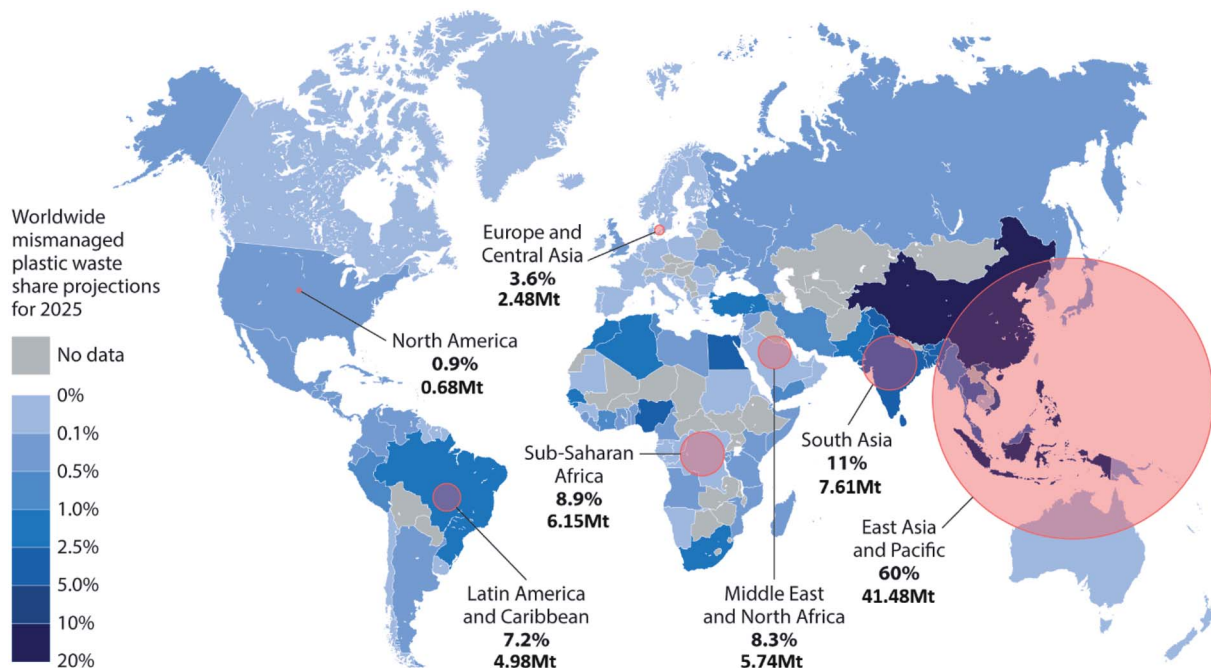 Worldwide
mismanaged
plastic waste
share projections
for 2025
No data
0%
0.1%
0.5%
1.0%
2.5%
5.0%
10%
20%
Europe and
Central Asia
3.6%
2.48Mt
North America
0.9%
0.68Mt
Latin America
and Caribbean
7.2%
4.98Mt
Sub-Saharan
Africa
8.9%
6.15Mt
Middle East
and North Africa
8.3%
5.74Mt
South Asia
11%
7.61Mt
East Asia
and Pacific
60%
41.48Mt